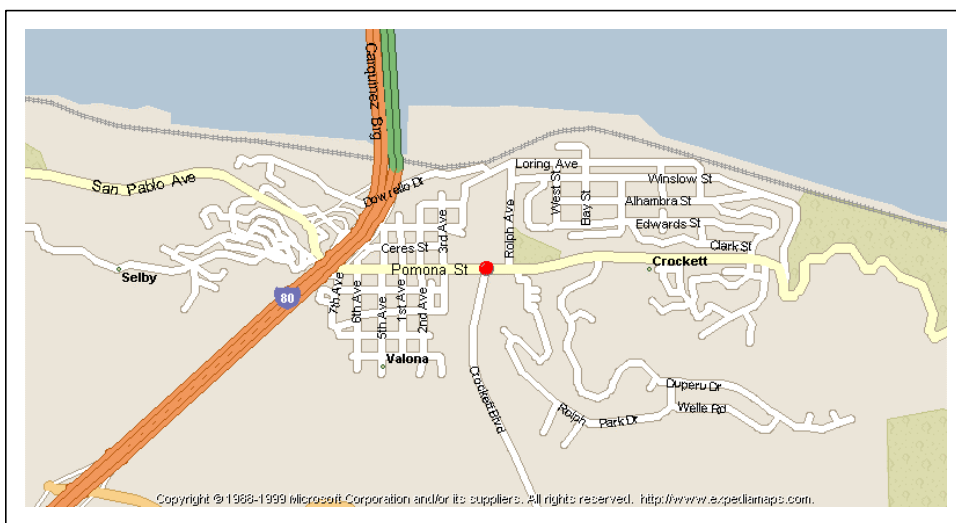 Carquinez Brg
San Pablo Ave
Loring Ave
Winslow St
West St
Bay St
Alhambra St
Edwards St
Clark St
Rolph Ave
3rd Ave
Ceres St
Pomona St
Crockett
Selby
80
7th Ave
6th Ave
5th Ave
1st Ave
2nd Ave
Valona
Crockett Blvd
Duperu Dr
Welle Rd
Rolph Park Dr
Copyright © 1988-1999 Microsoft Corporation and/or its suppliers. All rights reserved. http://www.expediamaps.com.